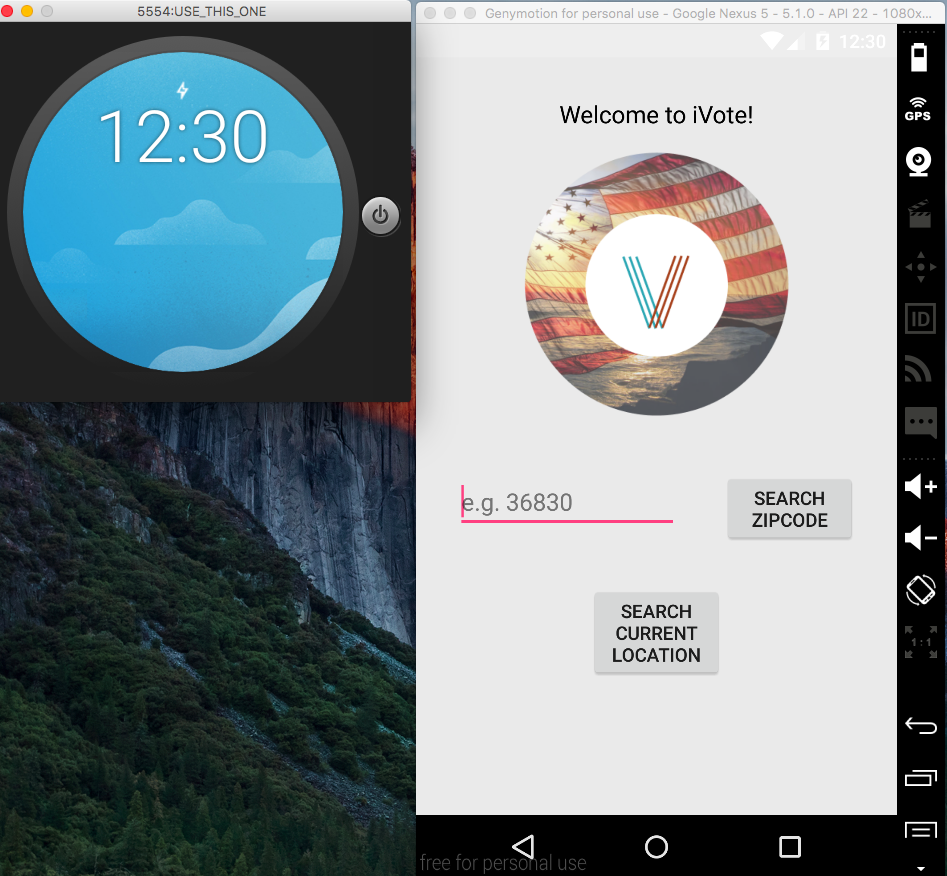 5554:USE_THIS_ONE
12:30
Genymotion for personal use - Google Nexus 5 - 5.1.0 - API 22 - 1080x...
12:30
GPS
Welcome to iVote!
V
ID
e.g. 36830
SEARCH
ZIPCODE
SEARCH
CURRENT
LOCATION
1:1
free for personal use